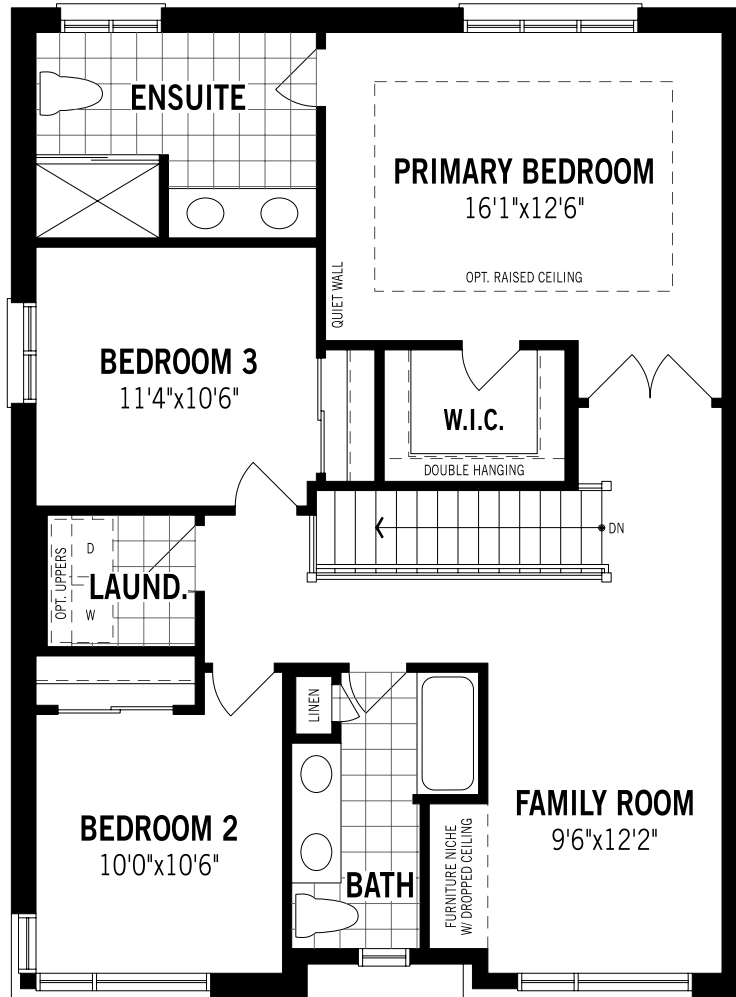 ENSUITE
PRIMARY BEDROOM
16'1"x12'6"
OPT. RAISED CEILING
QUIET WALL
BEDROOM 3
11'4"x10'6"
W.I.C.
DOUBLE HANGING
DN
OPT. UPPERS
D
LAUND.
W
LINEN
BEDROOM 2
10'0"x10'6"
BATH
FURNITURE NICHE
W/ DROPPED CEILING
FAMILY ROOM
9'6"x12'2"